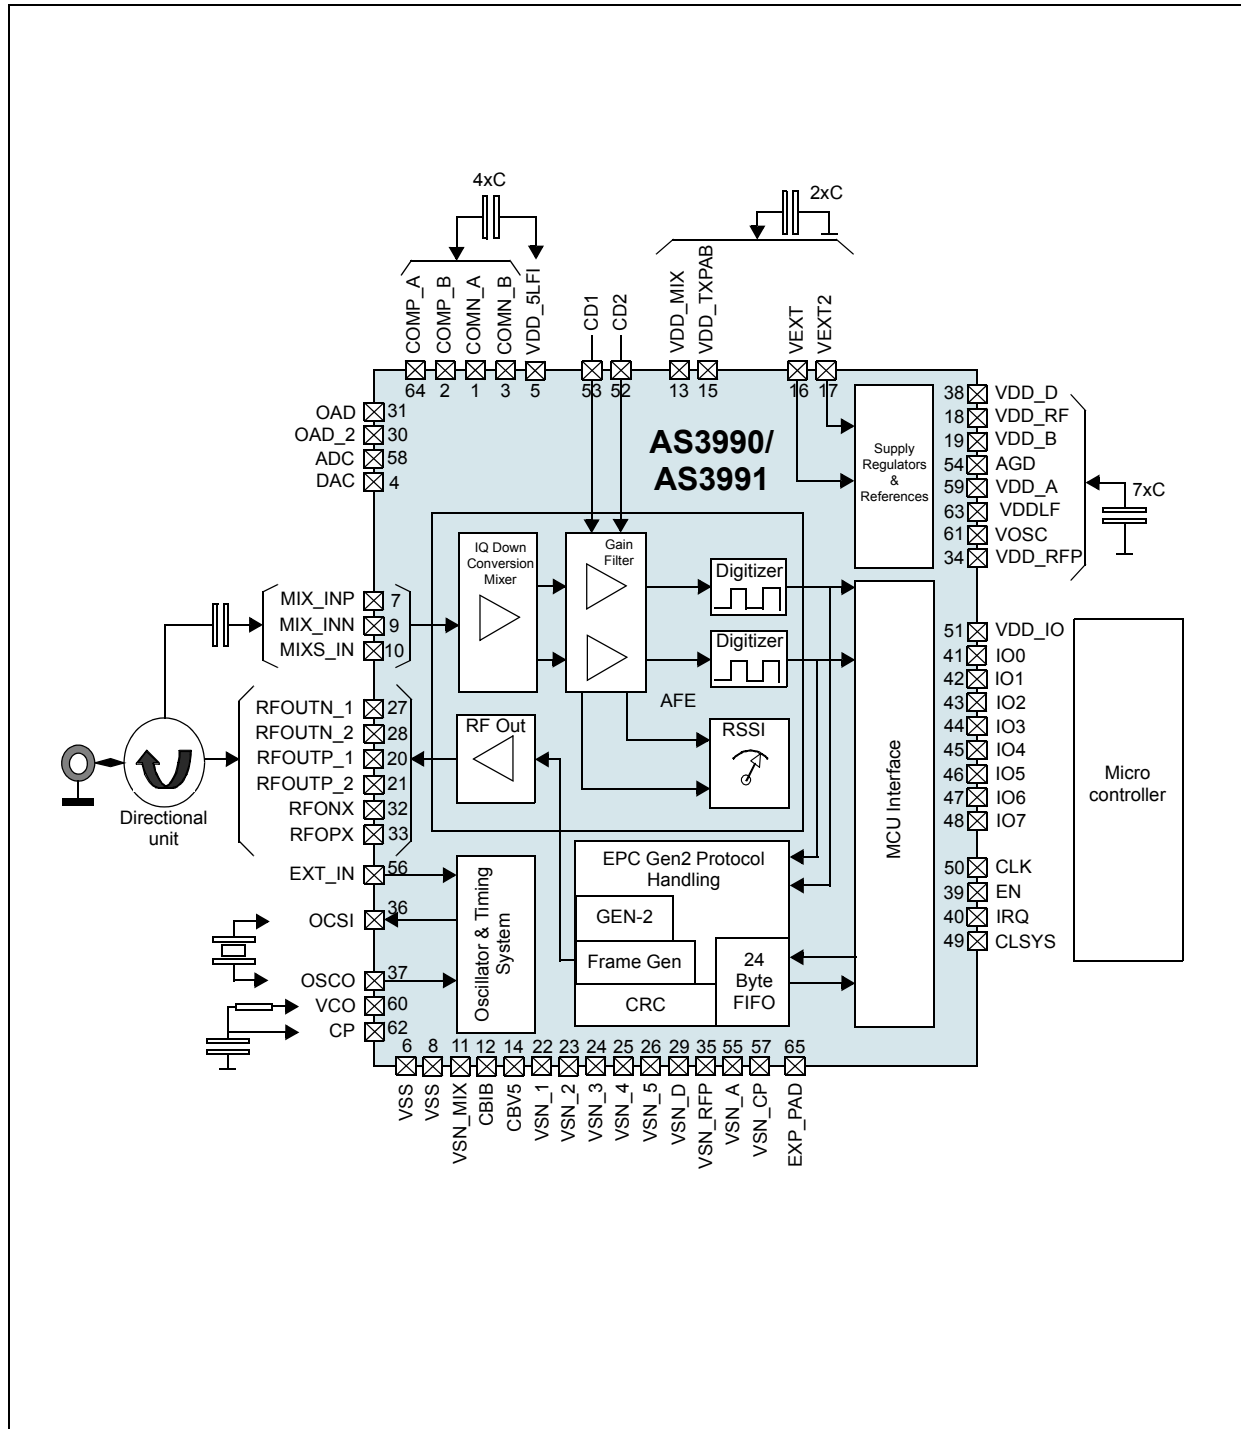 4xC
2xC
COMP_A
COMP_B
COMN_A
COMN_B
VDD_5LFI
CD1
CD2
VDD_MIX
VDD_TXPAB
VEXT
VEXT2
64
2
1
3
5
53
52
13
15
16
17
OAD 31
OAD_2 30
ADC 58
DAC 4
AS3990/
AS3991
Supply
Regulators
&
References
38 VDD_D
18 VDD_RF
19 VDD_B
54 AGD
59 VDD_A
63 VDDLF
61 VOSC
34 VDD_RFP
7xC
IQ Down
Conversion
Mixer
Gain
Filter
Digitizer
Digitizer
AFE
RF Out
RSSI
MIX_INP 7
MIX_INN 9
MIXS_IN 10
RFOUTN_1 27
RFOUTN_2 28
RFOUTP_1 20
RFOUTP_2 21
RFONX 32
RFOPX 33
Directional
unit
EXT_IN 56
OCSI 36
OSCO 37
VCO 60
CP 62
Oscillator & Timing
System
EPC Gen2 Protocol
Handling
GEN-2
Frame Gen
CRC
24
Byte
FIFO
MCU Interface
51 VDD_IO
41 IO0
42 IO1
43 IO2
44 IO3
45 IO4
46 IO5
47 IO6
48 IO7
50 CLK
39 EN
40 IRQ
49 CLSYS
Micro
controller
6
8
11
12
14
22
23
24
25
26
29
35
55
57
65
VSS
VSS
VSN_MIX
CBIB
CBV5
VSN_1
VSN_2
VSN_3
VSN_4
VSN_5
VSN_D
VSN_RFP
VSN_A
VSN_CP
EXP_PAD